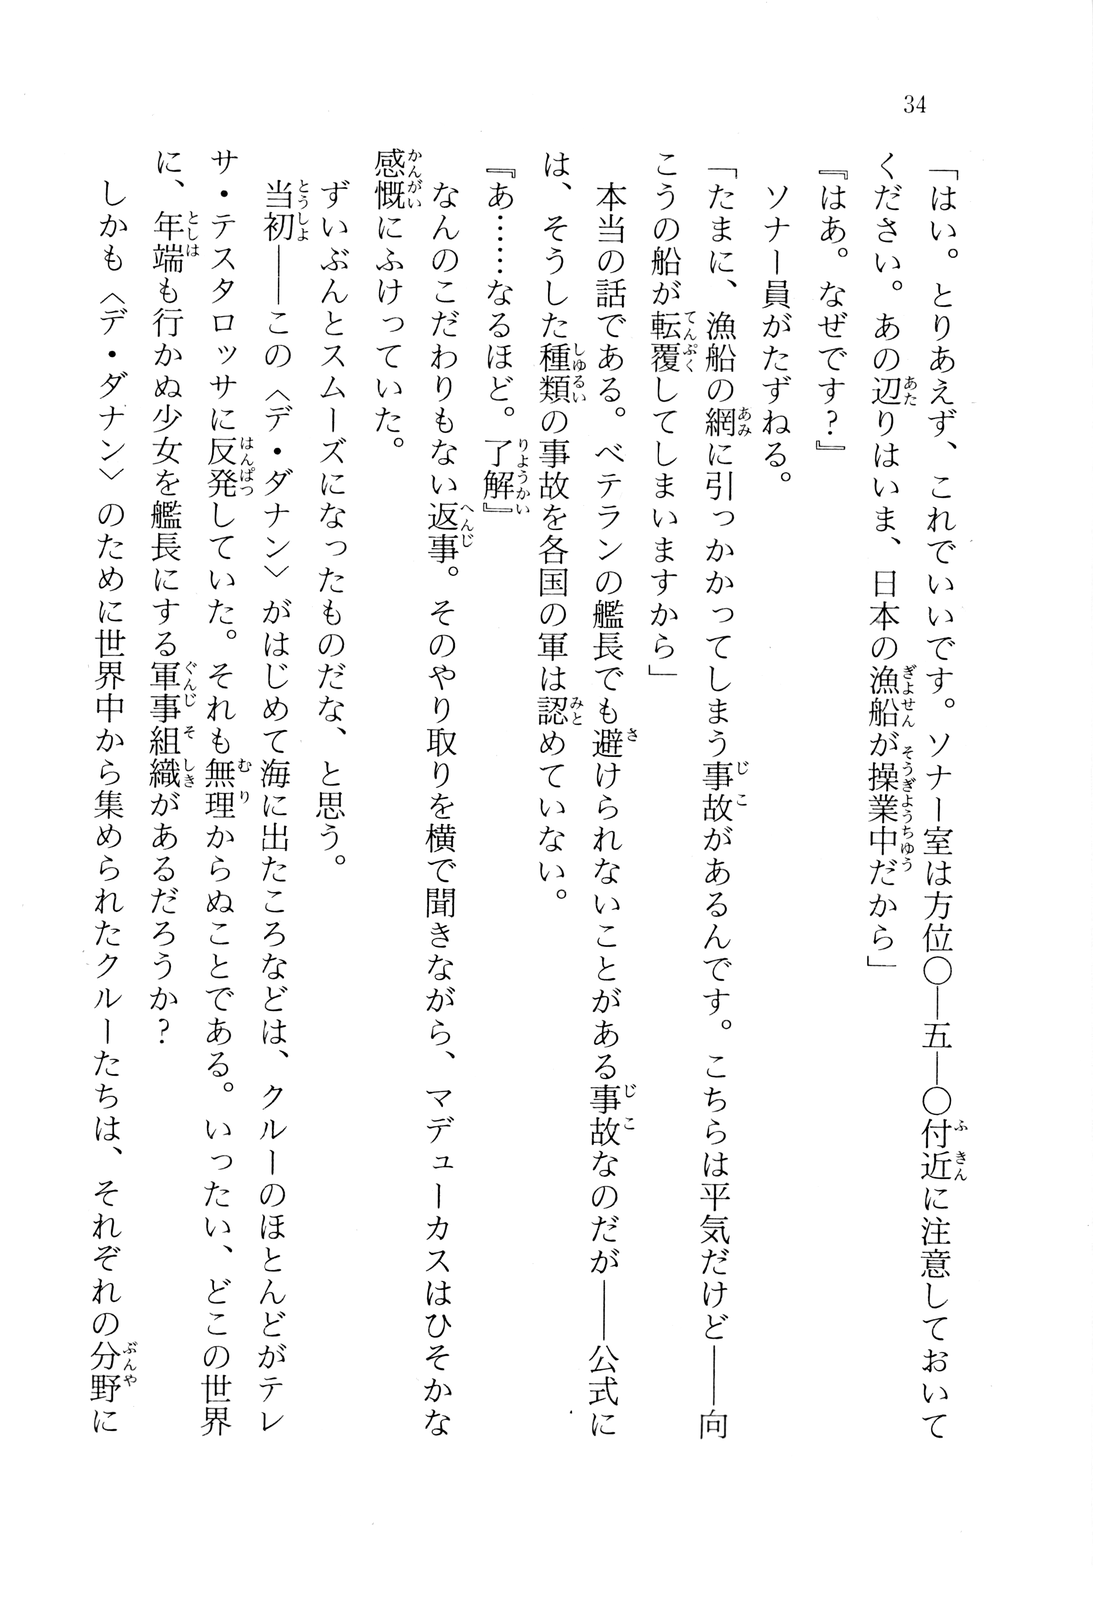 34
「はい。とりあえず、これでいいです。ソナー室は方位〇―五―〇付近に注意しておいて
ください。あの辺りはいま、日本の漁船が操業中だから」
『はあ。なぜです？』
　ソナー員がたずねる。
「たまに、漁船の網に引っかかってしまう事故があるんです。こちらは平気だけど――向
こうの船が転覆してしまいますから」
　本当の話である。ベテランの艦長でも避けられないことがある事故なのだが――公式に
は、そうした種類の事故を各国の軍は認めていない。
『あ……なるほど。了解』
　なんのこだわりもない返事。そのやり取りを横で聞きながら、マデューカスはひそかな
感慨にふけっていた。
　ずいぶんとスムーズになったものだな、と思う。
　当初――この〈デ・ダナン〉がはじめて海に出たころなどは、クルーのほとんどがテレ
サ・テスタロッサに反発していた。それも無理からぬことである。いったい、どこの世界
に、年端も行かぬ少女を艦長にする軍事組織があるだろうか？
　しかも〈デ・ダナン〉のために世界中から集められたクルーたちは、それぞれの分野に